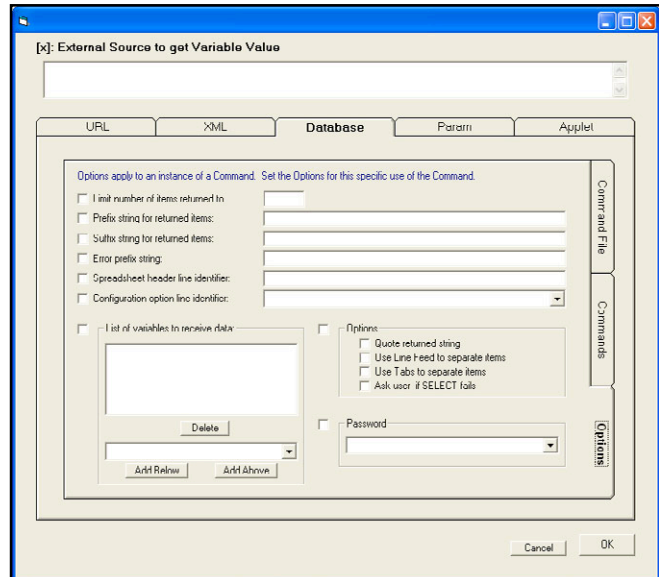 [x]: External Source to get Variable Value
URL XML Database Param Applet
Options apply to an instance of a Command. Set the Options for this specific use of the Command.
Limit number of items returned to
Prefix string for returned items:
Suffix string for returned items:
Error prefix string:
Spreadsheet header line identifier:
Configuration option line identifier:
List of variables to receive data:
Delete
Add Below Add Above
Options
Quote returned string
Use Line Feed to separate items
Use Tabs to separate items
Ask user if SELECT fails
Password
Command File
Commands
Options
Cancel OK